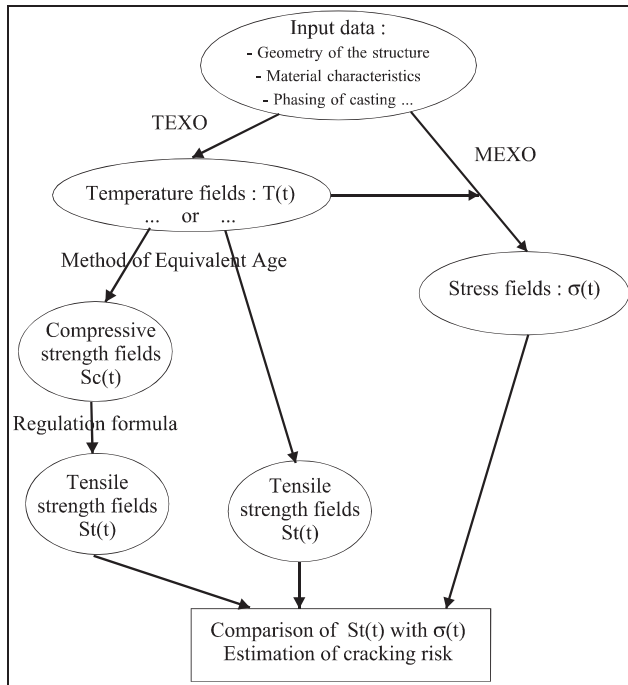 Input data :
- Geometry of the structure
- Material characteristics
- Phasing of casting ...
TEXO
MEXO
Temperature fields : T(t)
... or ...
Method of Equivalent Age
Stress fields : σ(t)
Compressive
strength fields
Sc(t)
Regulation formula
Tensile
strength fields
St(t)
Tensile
strength fields
St(t)
Comparison of St(t) with σ(t)
Estimation of cracking risk